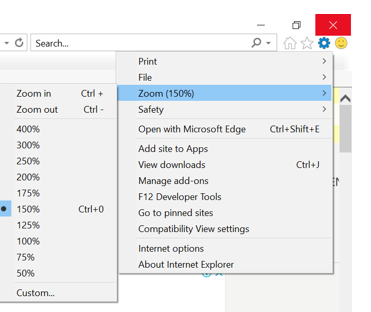 Search...
Print
File
Zoom (150%)
Safety
Open with Microsoft Edge Ctrl+Shift+E
Add site to Apps
View downloads Ctrl+J
Manage add-ons
F12 Developer Tools
Go to pinned sites
Compatibility View settings
Internet options
About Internet Explorer
Zoom in Ctrl +
Zoom out Ctrl -
400%
300%
250%
200%
175%
150% Ctrl+0
125%
100%
75%
50%
Custom...